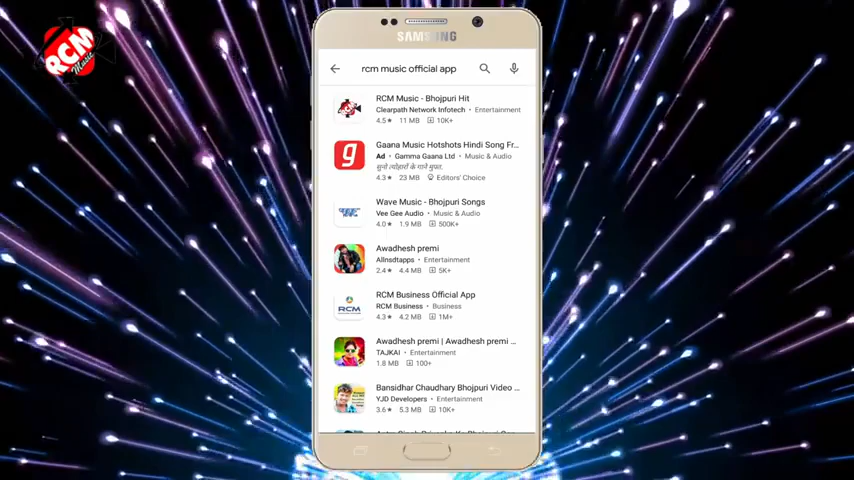 RCM
Music
SAMSUNG
rcm music official app
RCM Music - Bhojpuri Hit
Clearpath Network Infotech • Entertainment
4.5★ 11 MB 10K+
Gaana Music Hotshots Hindi Song Fr...
Ad • Gamma Gaana Ltd • Music & Audio
सुनो त्योहारों के गाने मुफ्त.
4.3★ 23 MB Editors' Choice
Wave Music - Bhojpuri Songs
Vee Gee Audio • Music & Audio
4.0★ 1.9 MB 500K+
Awadhesh premi
Allnsdtapps • Entertainment
2.4★ 4.4 MB 5K+
RCM Business Official App
RCM Business • Business
RCM
4.3★ 4.2 MB 1M+
Awadhesh premi | Awadhesh premi ...
TAJKAI • Entertainment
1.8 MB 100+
Bansidhar Chaudhary Bhojpuri Video ...
YJD Developers • Entertainment
3.6★ 5.3 MB 10K+